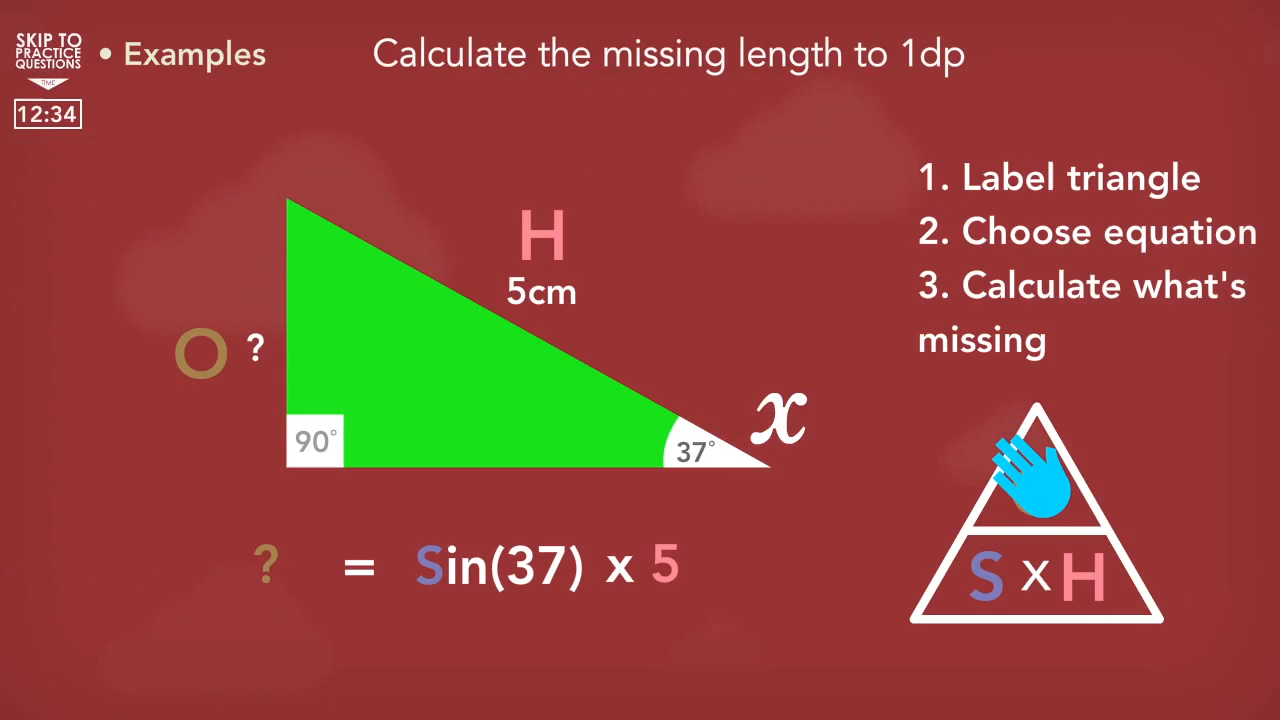 SKIP TO
PRACTICE
QUESTIONS
TIME
12:34
• Examples
Calculate the missing length to 1dp
1. Label triangle
2. Choose equation
3. Calculate what's
missing
H
5cm
O ?
x
90°
37°
? = Sin(37) x 5
S x H